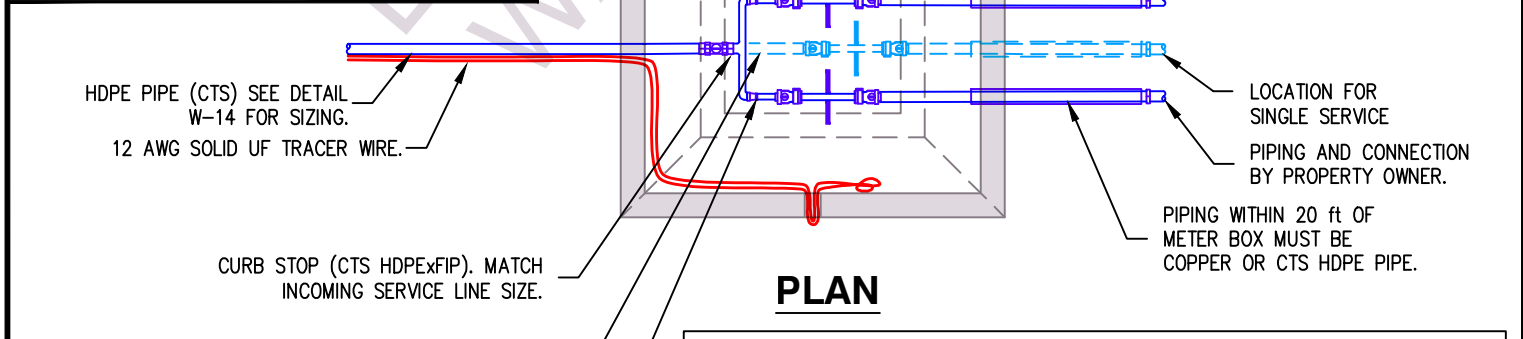 HDPE PIPE (CTS) SEE DETAIL
W-14 FOR SIZING.
12 AWG SOLID UF TRACER WIRE.
CURB STOP (CTS HDPExFIP). MATCH
INCOMING SERVICE LINE SIZE.
LOCATION FOR
SINGLE SERVICE
PIPING AND CONNECTION
BY PROPERTY OWNER.
PIPING WITHIN 20 ft OF
METER BOX MUST BE
COPPER OR CTS HDPE PIPE.
PLAN